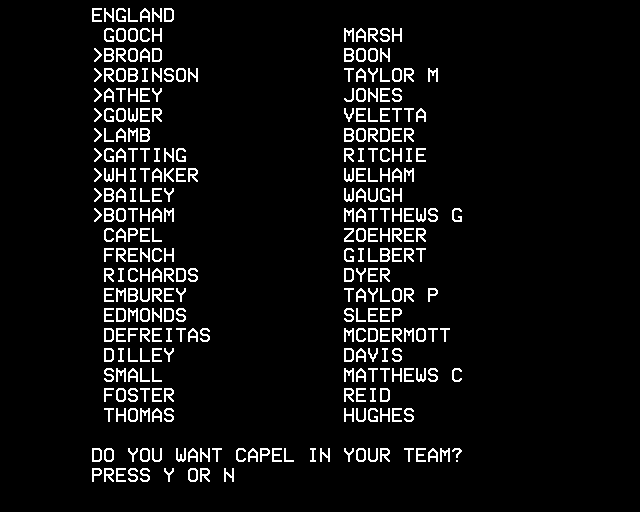 ENGLAND
GOOCH MARSH
>BROAD BOON
>ROBINSON TAYLOR M
>ATHEY JONES
>GOWER VELETTA
>LAMB BORDER
>GATTING RITCHIE
>WHITAKER WELHAM
>BAILEY WAUGH
>BOTHAM MATTHEWS G
CAPEL ZOEHRER
FRENCH GILBERT
RICHARDS DYER
EMBUREY TAYLOR P
EDMONDS SLEEP
DEFREITAS MCDERMOTT
DILLEY DAVIS
SMALL MATTHEWS C
FOSTER REID
THOMAS HUGHES
DO YOU WANT CAPEL IN YOUR TEAM?
PRESS Y OR N